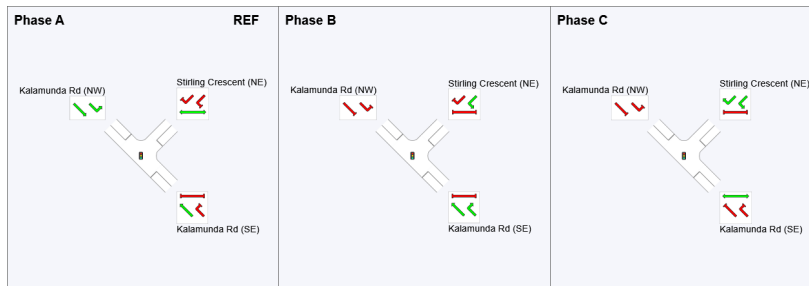 Phase A REF
Kalamunda Rd (NW)
Stirling Crescent (NE)
Kalamunda Rd (SE)
Phase B
Kalamunda Rd (NW)
Stirling Crescent (NE)
Kalamunda Rd (SE)
Phase C
Kalamunda Rd (NW)
Stirling Crescent (NE)
Kalamunda Rd (SE)